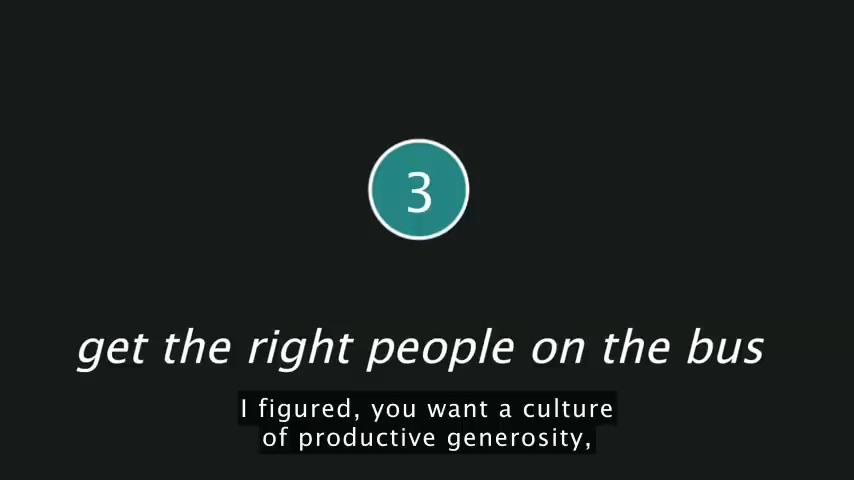 3
get the right people on the bus
I figured, you want a culture
of productive generosity,